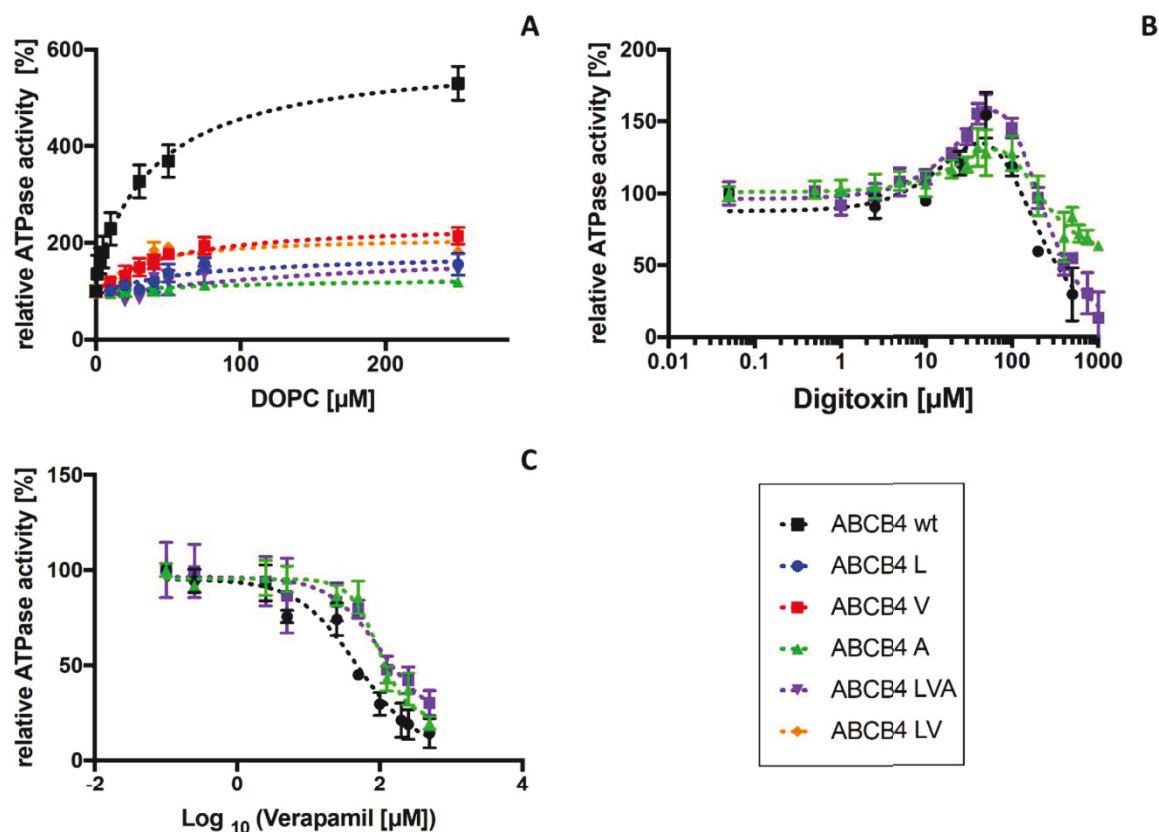 A
relative ATPase activity [%]
600
400
200
0
0
100
200
DOPC [µM]
B
relative ATPase activity [%]
200
150
100
50
0
0.01
0.1
1
10
100
1000
Digitoxin [µM]
C
relative ATPase activity [%]
150
100
50
0
-2
0
2
4
Log 10 (Verapamil [µM])
ABCB4 wt
ABCB4 L
ABCB4 V
ABCB4 A
ABCB4 LVA
ABCB4 LV